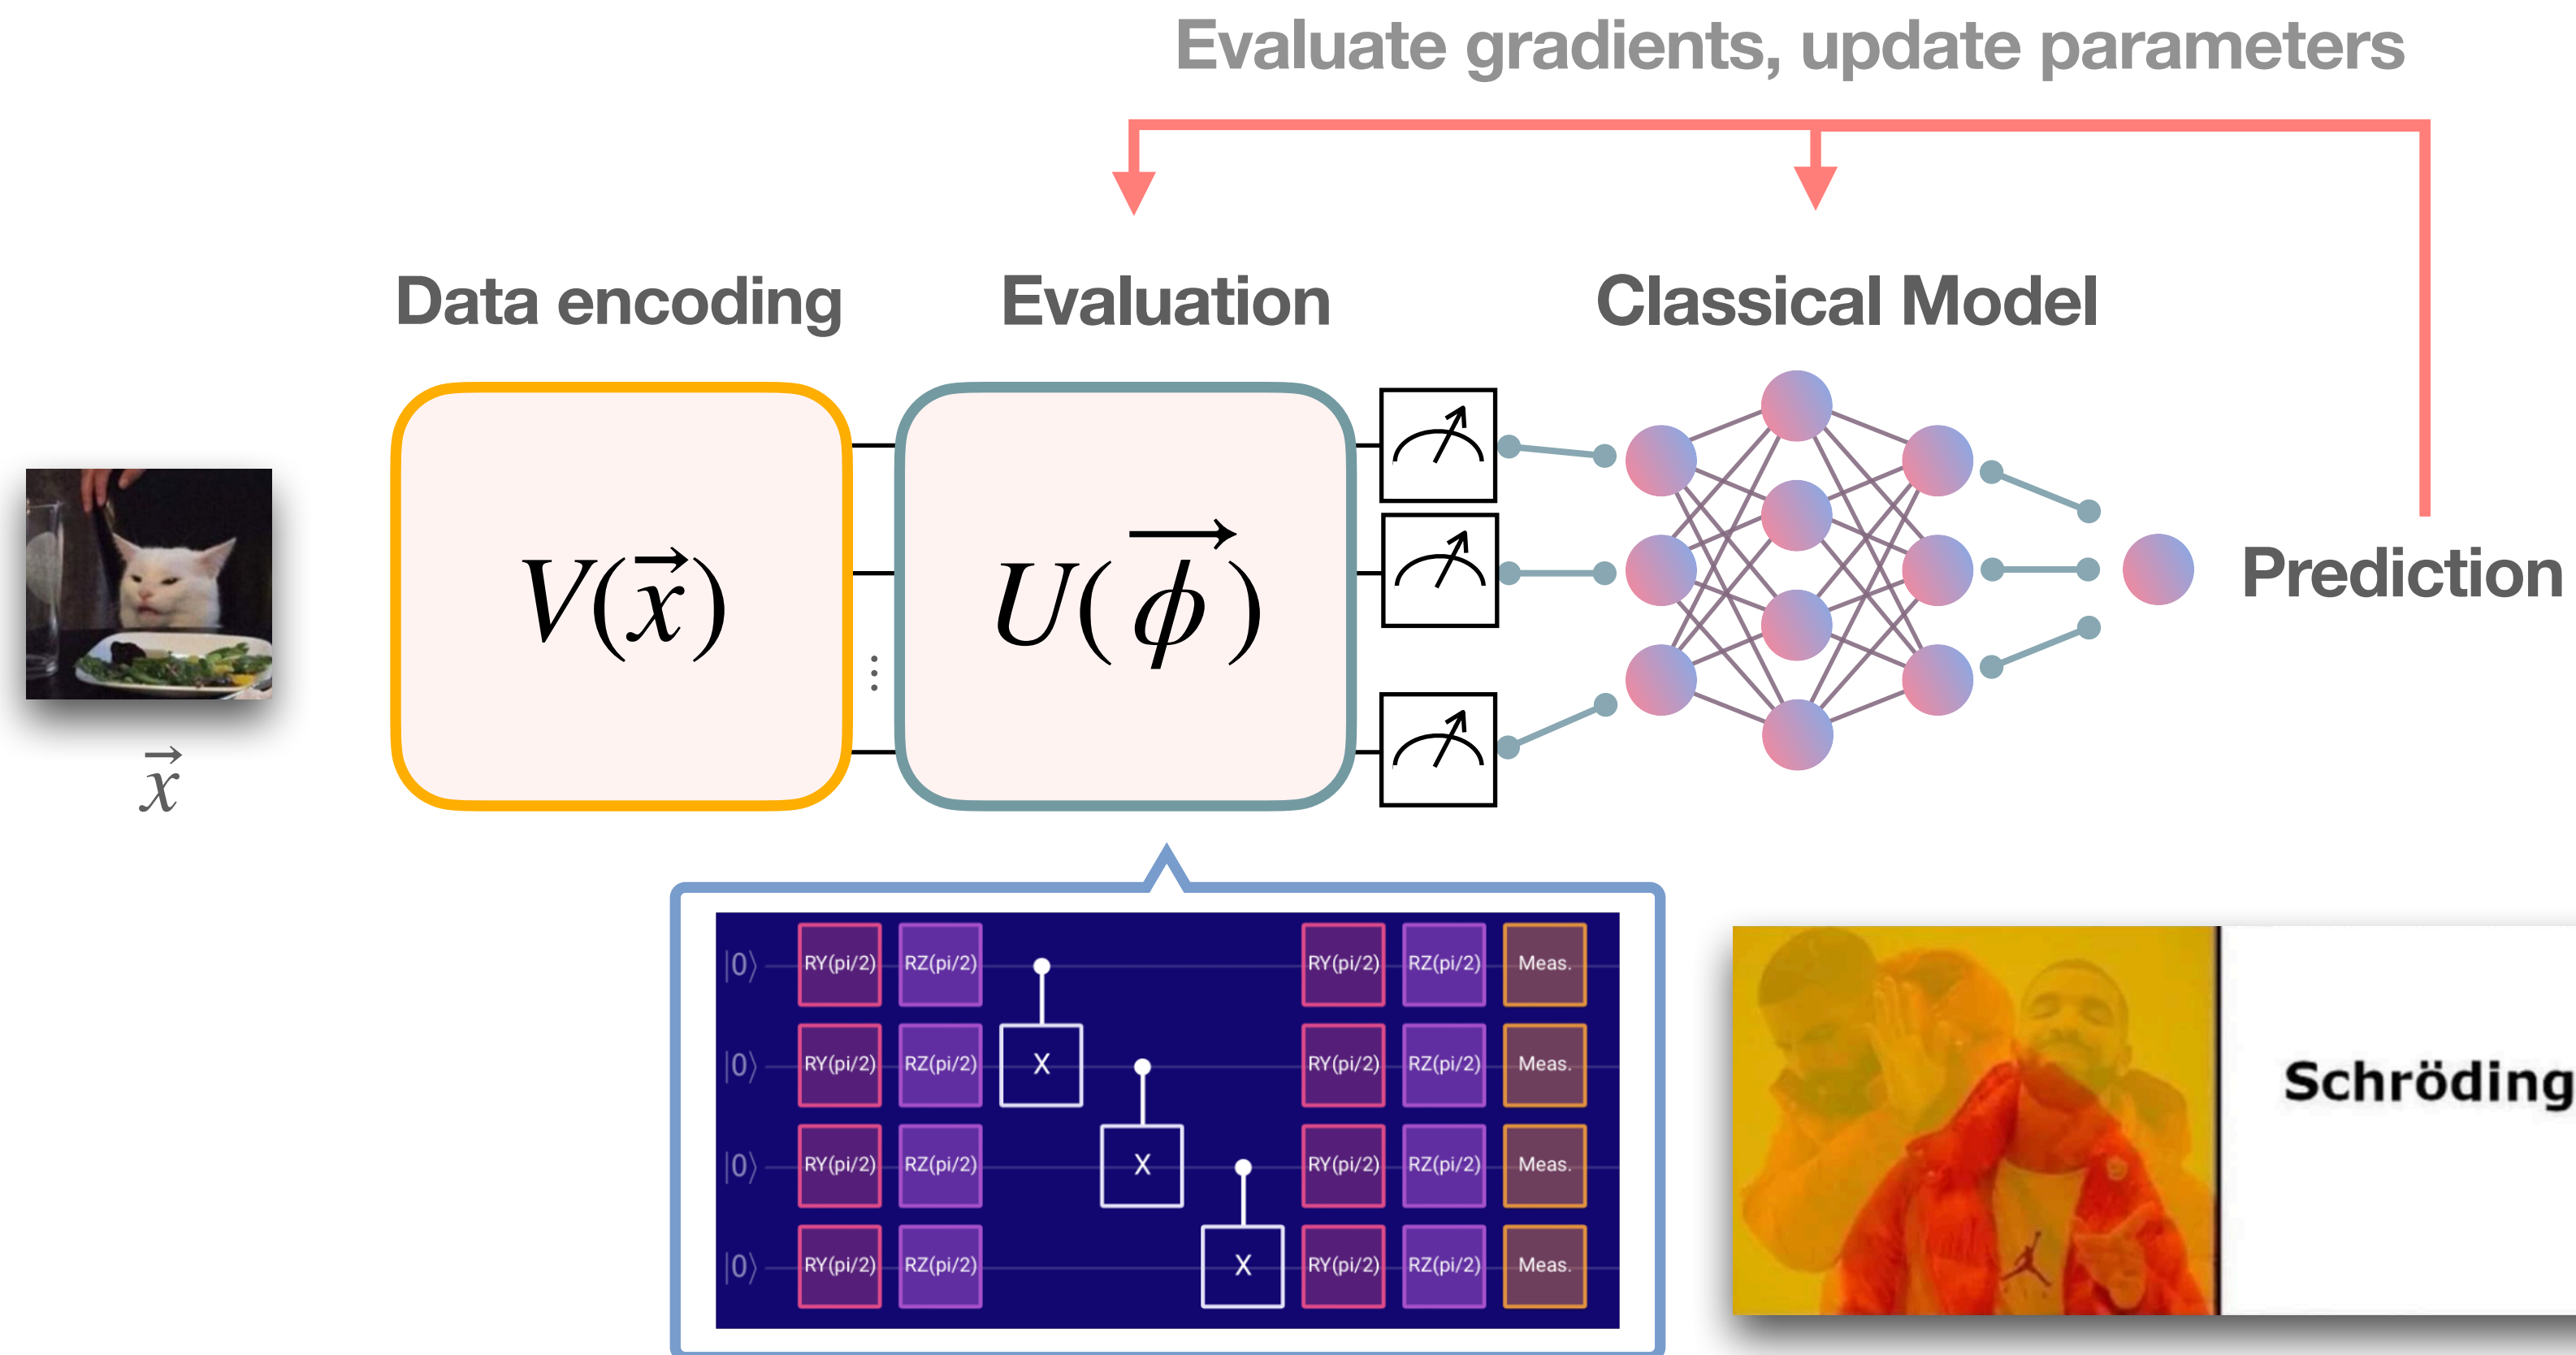 Evaluate gradients, update parameters
Data encoding
Evaluation
Classical Model
V(x⃗)
U(ϕ⃗)
Prediction
x⃗
|0⟩ RY(pi/2) RZ(pi/2) RY(pi/2) RZ(pi/2) Meas.
|0⟩ RY(pi/2) RZ(pi/2) X RY(pi/2) RZ(pi/2) Meas.
|0⟩ RY(pi/2) RZ(pi/2) X RY(pi/2) RZ(pi/2) Meas.
|0⟩ RY(pi/2) RZ(pi/2) X RY(pi/2) RZ(pi/2) Meas.
Schröding